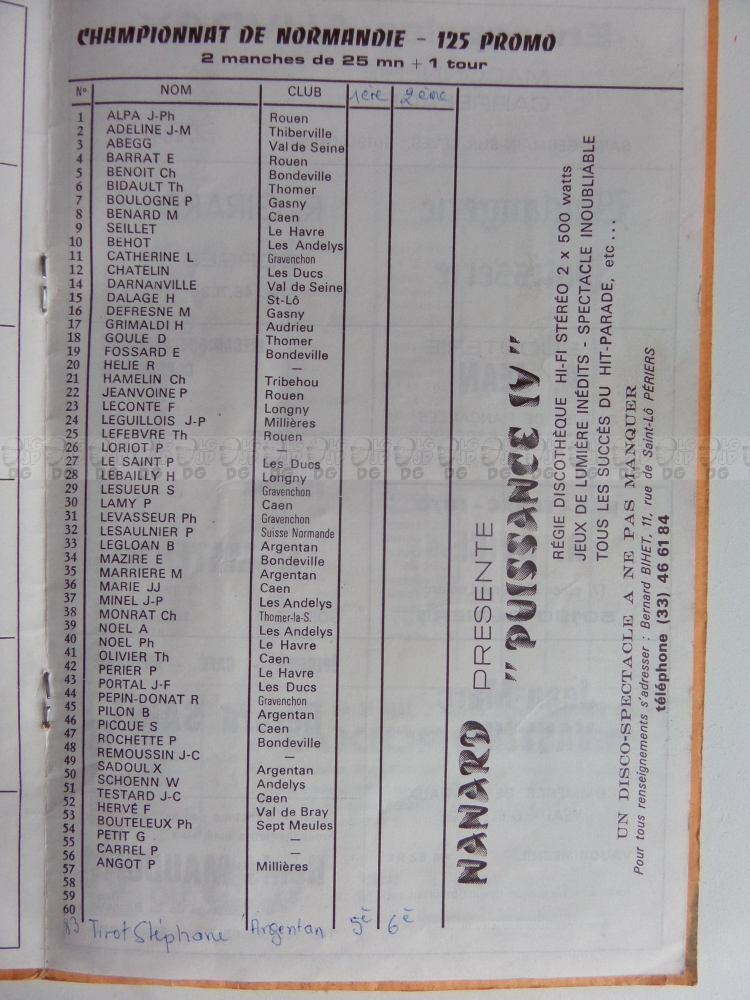 CHAMPIONNAT DE NORMANDIE - 125 PROMO
2 manches de 25 mn + 1 tour
N° NOM CLUB 1ère 2ème
1 ALPA J-Ph Rouen
2 ADELINE J-M Thiberville
3 ABEGG Val de Seine
4 BARRAT E Rouen
5 BENOIT Ch Bondeville
6 BIDAULT Th Thomer
7 BOULOGNE P Gasny
8 BENARD M Caen
9 SEILLET Le Havre
10 BEHOT Les Andelys
11 CATHERINE L Gravenchon
12 CHATELIN Les Ducs
14 DARNANVILLE Val de Seine
15 DALAGE H St-Lô
16 DEFRESNE M Gasny
17 GRIMALDI H Audrieu
18 GOULE D Thomer
19 FOSSARD E Bondeville
20 HELIE R —
21 HAMELIN Ch Tribehou
22 JEANVOINE P Rouen
23 LECONTE F Longny
24 LEGUILLOIS J-P Millières
25 LEFEBVRE Th Rouen
26 LORIOT P
27 LE SAINT P Les Ducs
28 LEBAILLY H Longny
29 LESUEUR S Gravenchon
30 LAMY P Caen
31 LEVASSEUR Ph Gravenchon
32 LESAULNIER P Suisse Normande
33 LEGLOAN B Argentan
34 MAZIRE E Bondeville
35 MARRIERE M Argentan
36 MARIE JJ Caen
37 MINEL J-P Les Andelys
38 MONRAT Ch Thomer-la-S.
39 NOEL A Les Andelys
40 NOEL Ph Le Havre
41 OLIVIER Th Caen
42 PERIER P Le Havre
43 PORTAL J-F Les Ducs
44 PEPIN-DONAT R Gravenchon
45 PILON B Argentan
46 PICQUE S Caen
47 ROCHETTE P Bondeville
48 REMOUSSIN J-C —
49 SADOUL X Argentan
50 SCHOENN W Andelys
51 TESTARD J-C Caen
52 HERVÉ F Val de Bray
53 BOUTELEUX Ph Sept Meules
54 PETIT G —
55 CARREL P —
56 ANGOT P Millières
57
58
59
60
83 Tirot Stéphane Argentan 5è 6è
NANARD PRÉSENTE "PUISSANCE IV"
RÉGIE DISCOTHÈQUE HI-FI STÉRÉO 2 x 500 watts
JEUX DE LUMIÈRE INÉDITS - SPECTACLE INOUBLIABLE
TOUS LES SUCCÈS DU HIT-PARADE, etc ...
UN DISCO-SPECTACLE A NE PAS MANQUER
Pour tous renseignements s'adresser : Bernard BIHET, 11, rue de Saint-Lô PÉRIERS
téléphone (33) 46 61 84